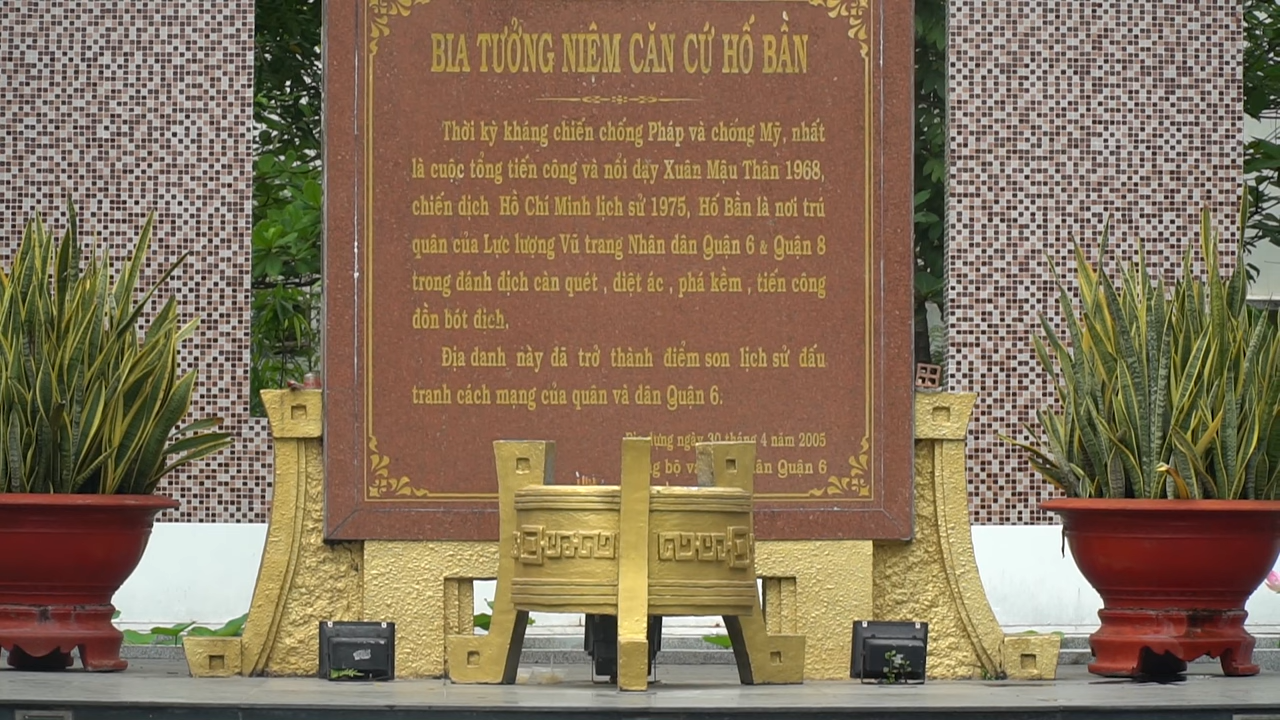 BIA TƯỞNG NIỆM CĂN CỨ HỐ BẦN
Thời kỳ kháng chiến chống Pháp và chống Mỹ, nhất
là cuộc tổng tiến công và nổi dậy Xuân Mậu Thân 1968,
chiến dịch Hồ Chí Minh lịch sử 1975, Hố Bần là nơi trú
quân của Lực lượng Vũ trang Nhân dân Quận 6 & Quận 8
trong đánh địch càn quét , diệt ác , phá kềm , tiến công
đồn bót địch.
Địa danh này đã trở thành điểm son lịch sử đấu
tranh cách mạng của quân và dân Quận 6.
dựng ngày 30 tháng 4 năm 2005
dân Quận 6